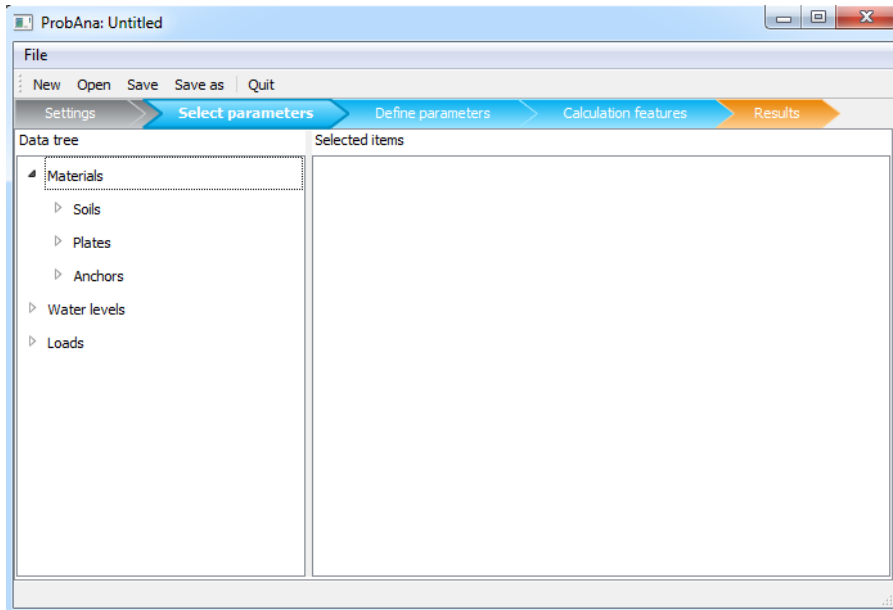 ProbAna: Untitled
File
New Open Save Save as Quit
Settings Select parameters Define parameters Calculation features Results
Data tree Selected items
Materials
Soils
Plates
Anchors
Water levels
Loads